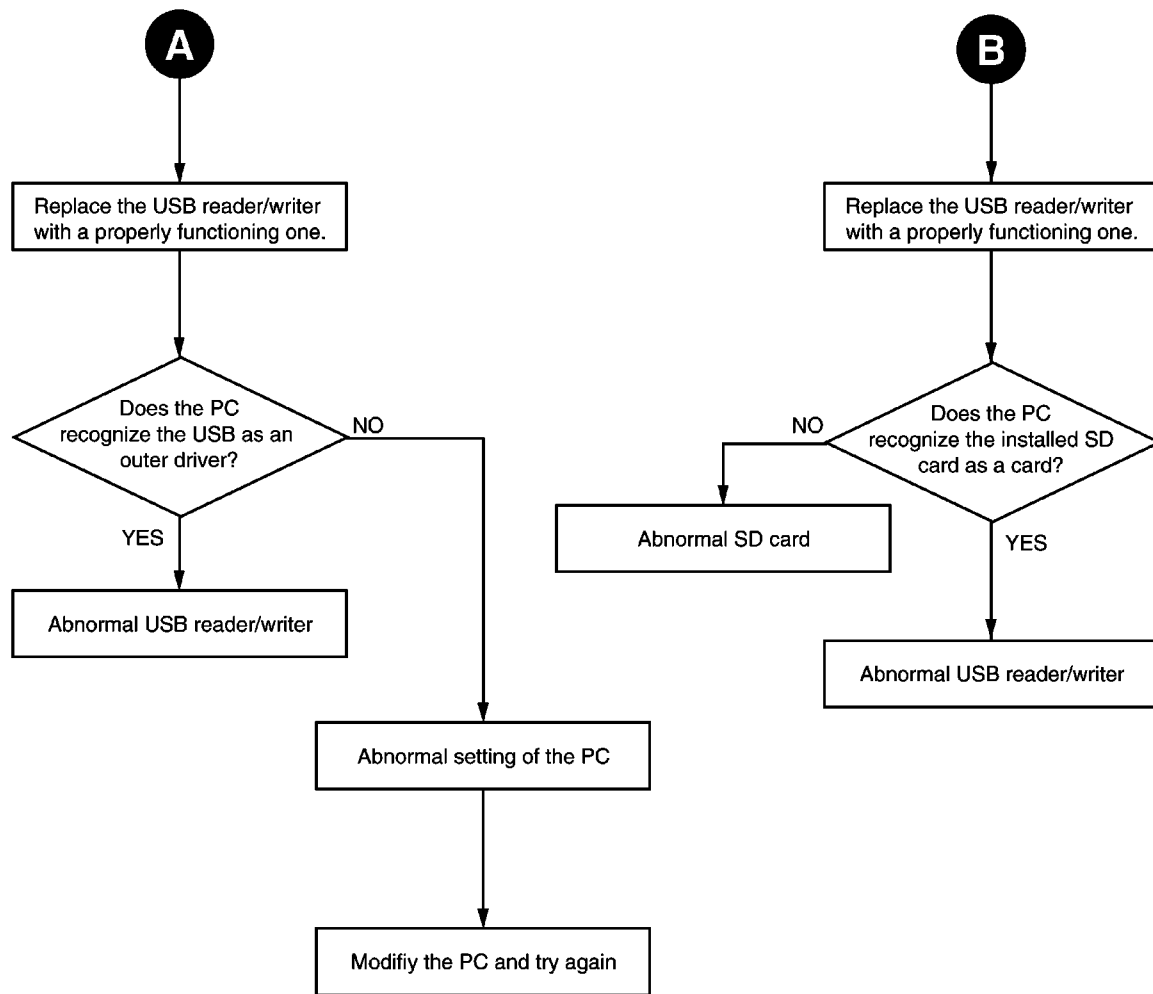 A
Replace the USB reader/writer
with a properly functioning one.
Does the PC
recognize the USB as an
outer driver?
NO
YES
Abnormal USB reader/writer
Abnormal setting of the PC
Modifiy the PC and try again
B
Replace the USB reader/writer
with a properly functioning one.
Does the PC
recognize the installed SD
card as a card?
NO
Abnormal SD card
YES
Abnormal USB reader/writer